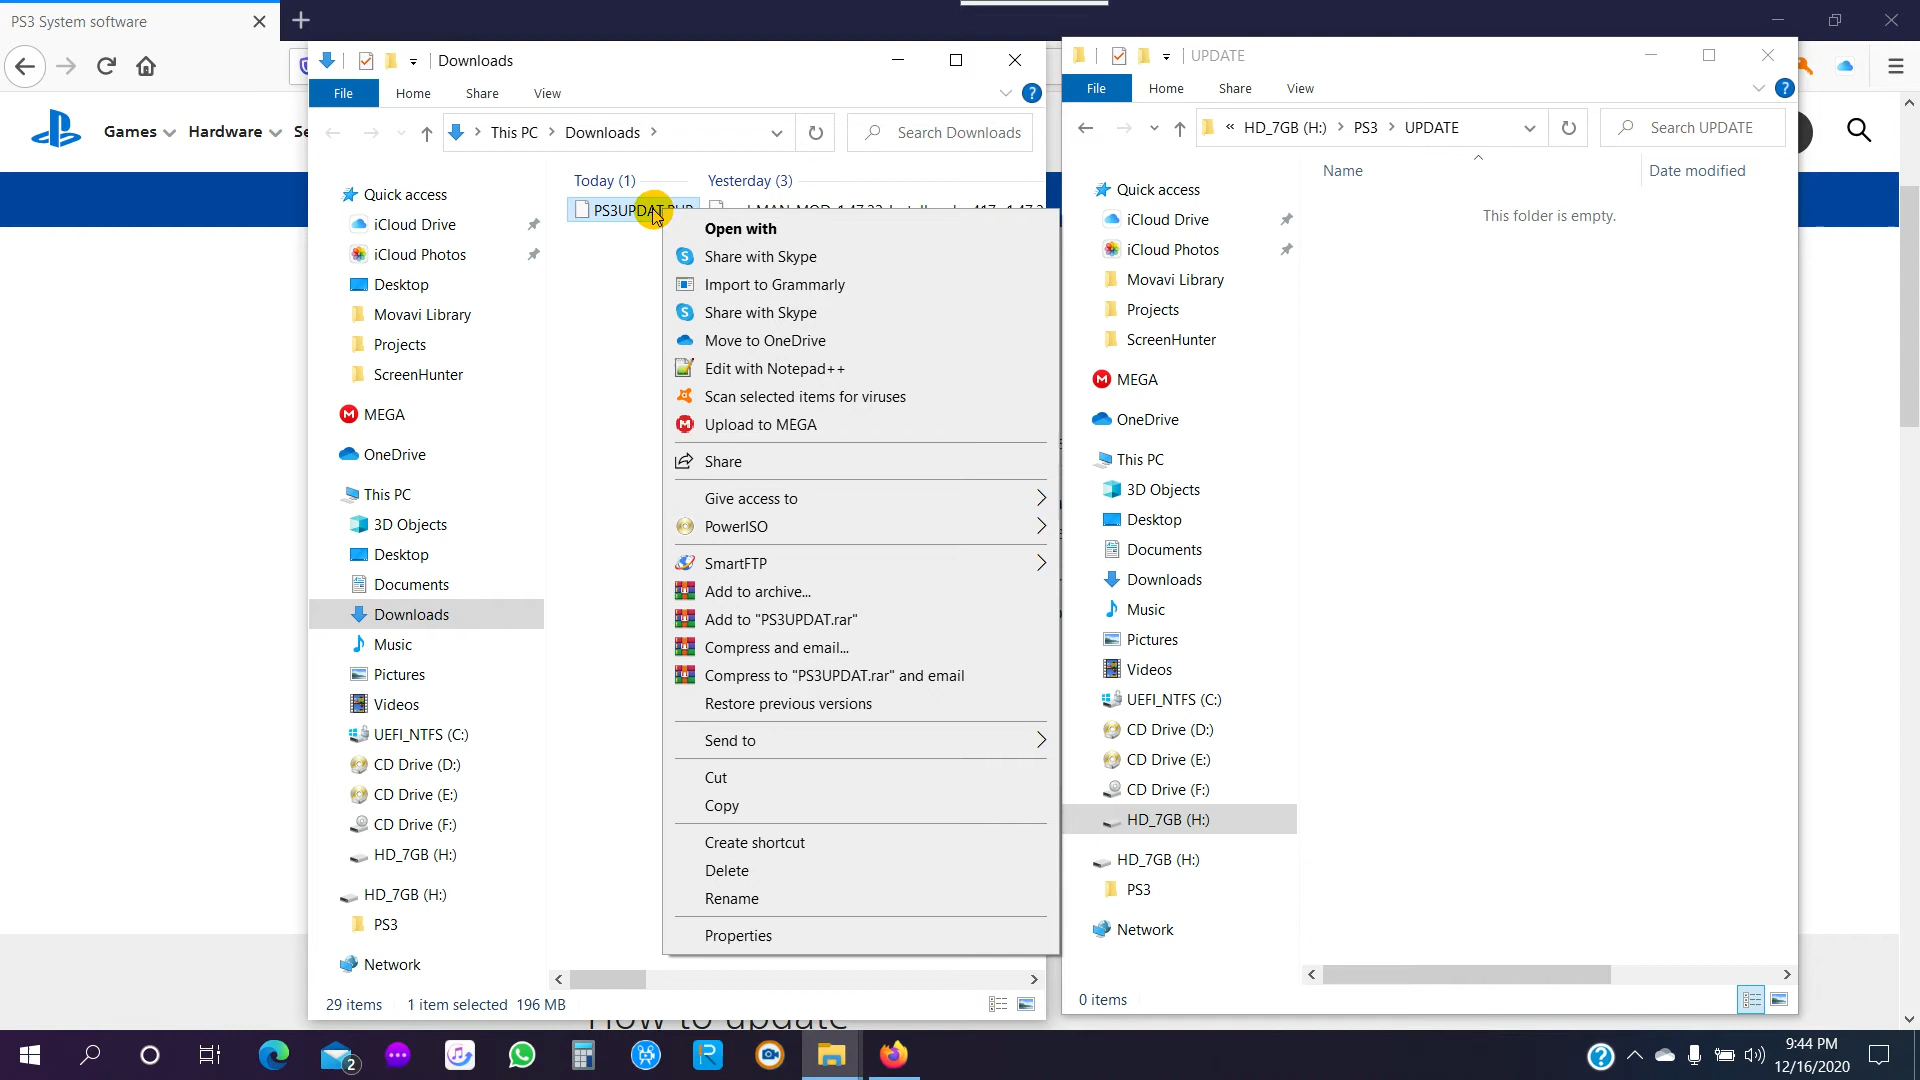 PS3 System software
Games
Hardware
Downloads
File
Home
Share
View
This PC
Downloads
Search Downloads
Quick access
iCloud Drive
iCloud Photos
Desktop
Movavi Library
Projects
ScreenHunter
MEGA
OneDrive
This PC
3D Objects
Desktop
Documents
Downloads
Music
Pictures
Videos
UEFI_NTFS (C:)
CD Drive (D:)
CD Drive (E:)
CD Drive (F:)
HD_7GB (H:)
HD_7GB (H:)
PS3
Network
Today (1)
Yesterday (3)
29 items
1 item selected 196 MB
Open with
Share with Skype
Import to Grammarly
Share with Skype
Move to OneDrive
Edit with Notepad++
Scan selected items for viruses
Upload to MEGA
Share
Give access to
PowerISO
SmartFTP
Add to archive...
Add to "PS3UPDAT.rar"
Compress and email...
Compress to "PS3UPDAT.rar" and email
Restore previous versions
Send to
Cut
Copy
Create shortcut
Delete
Rename
Properties
UPDATE
File
Home
Share
View
« HD_7GB (H:)
PS3
UPDATE
Search UPDATE
Name
Date modified
This folder is empty.
Quick access
iCloud Drive
iCloud Photos
Movavi Library
Projects
ScreenHunter
MEGA
OneDrive
This PC
3D Objects
Desktop
Documents
Downloads
Music
Pictures
Videos
UEFI_NTFS (C:)
CD Drive (D:)
CD Drive (E:)
CD Drive (F:)
HD_7GB (H:)
HD_7GB (H:)
PS3
Network
0 items
How to update
2
9:44 PM
12/16/2020